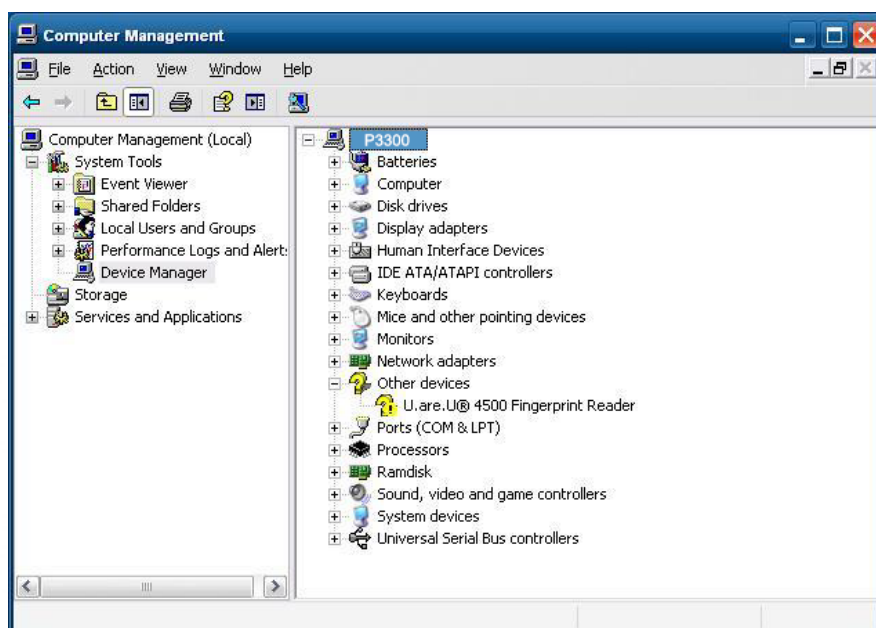 Computer Management
File Action View Window Help
Computer Management (Local)
System Tools
Event Viewer
Shared Folders
Local Users and Groups
Performance Logs and Alert:
Device Manager
Storage
Services and Applications
P3300
Batteries
Computer
Disk drives
Display adapters
Human Interface Devices
IDE ATA/ATAPI controllers
Keyboards
Mice and other pointing devices
Monitors
Network adapters
Other devices
U.are.U® 4500 Fingerprint Reader
Ports (COM & LPT)
Processors
Ramdisk
Sound, video and game controllers
System devices
Universal Serial Bus controllers